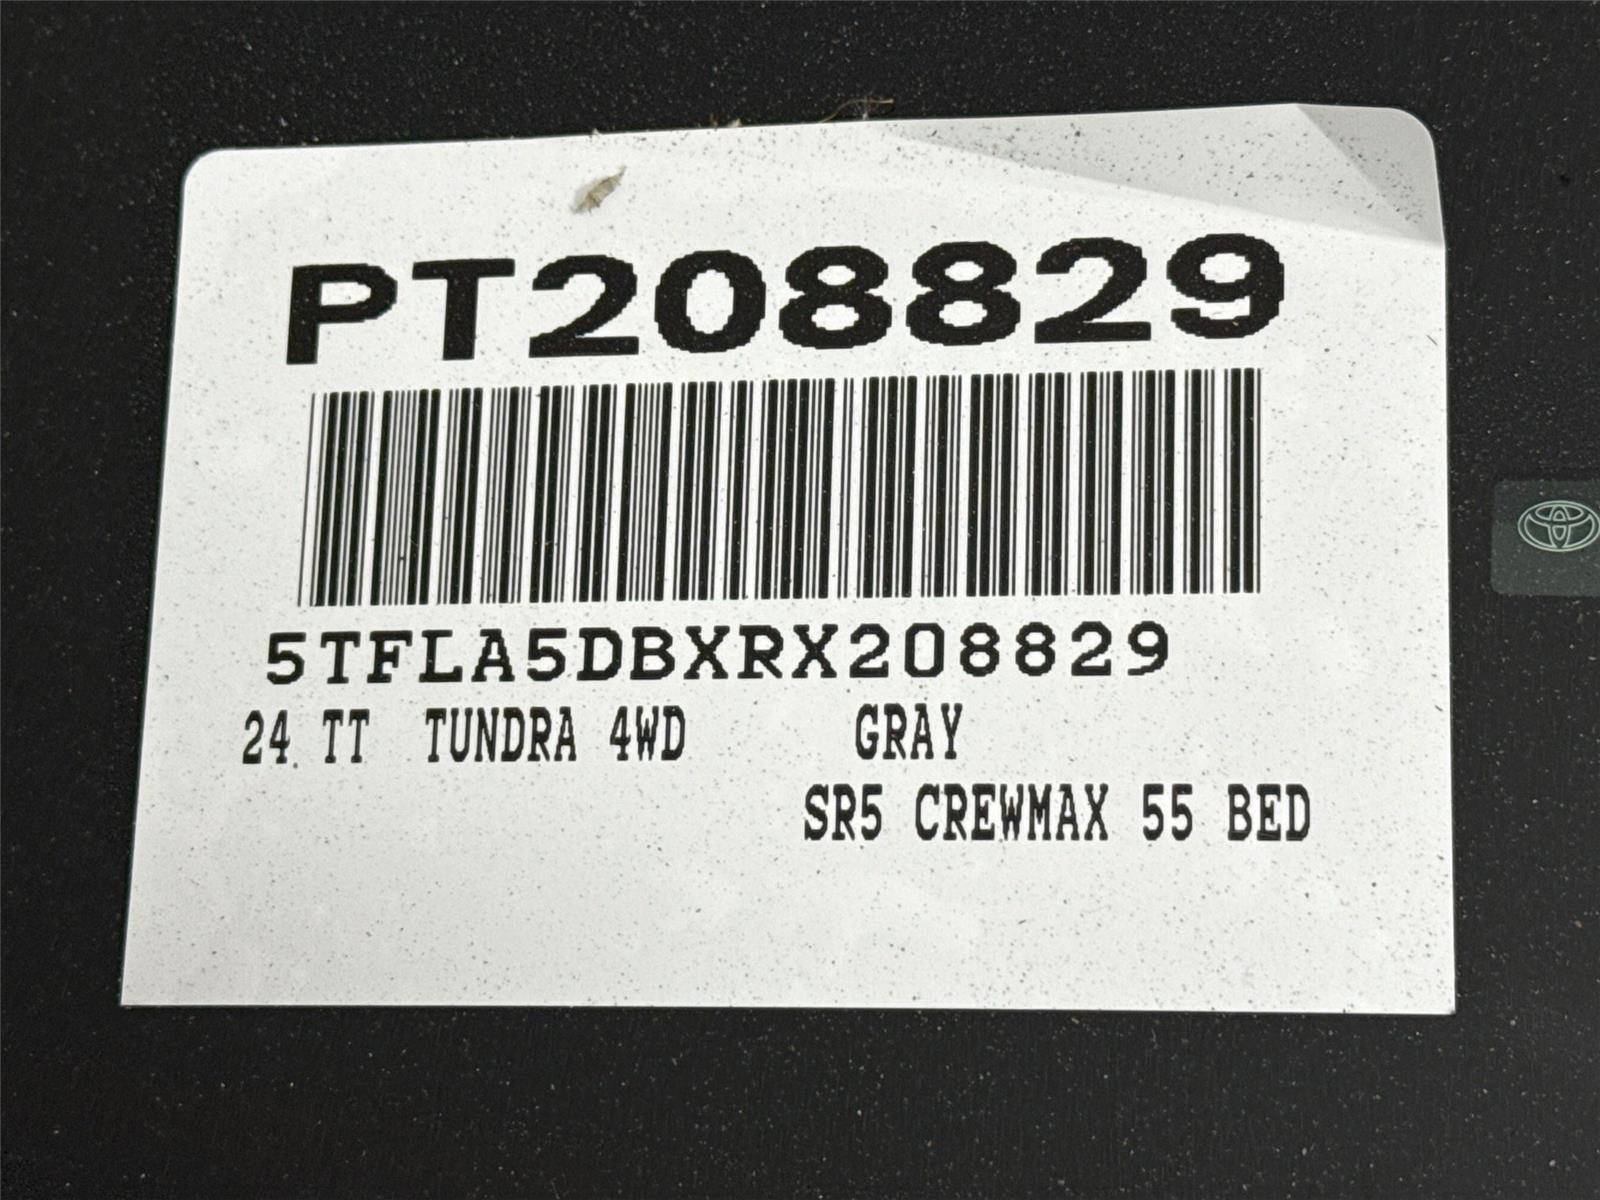 PT208829
5TFLA5DBXRX208829
24 TT TUNDRA 4WD GRAY
SR5 CREWMAX 55 BED